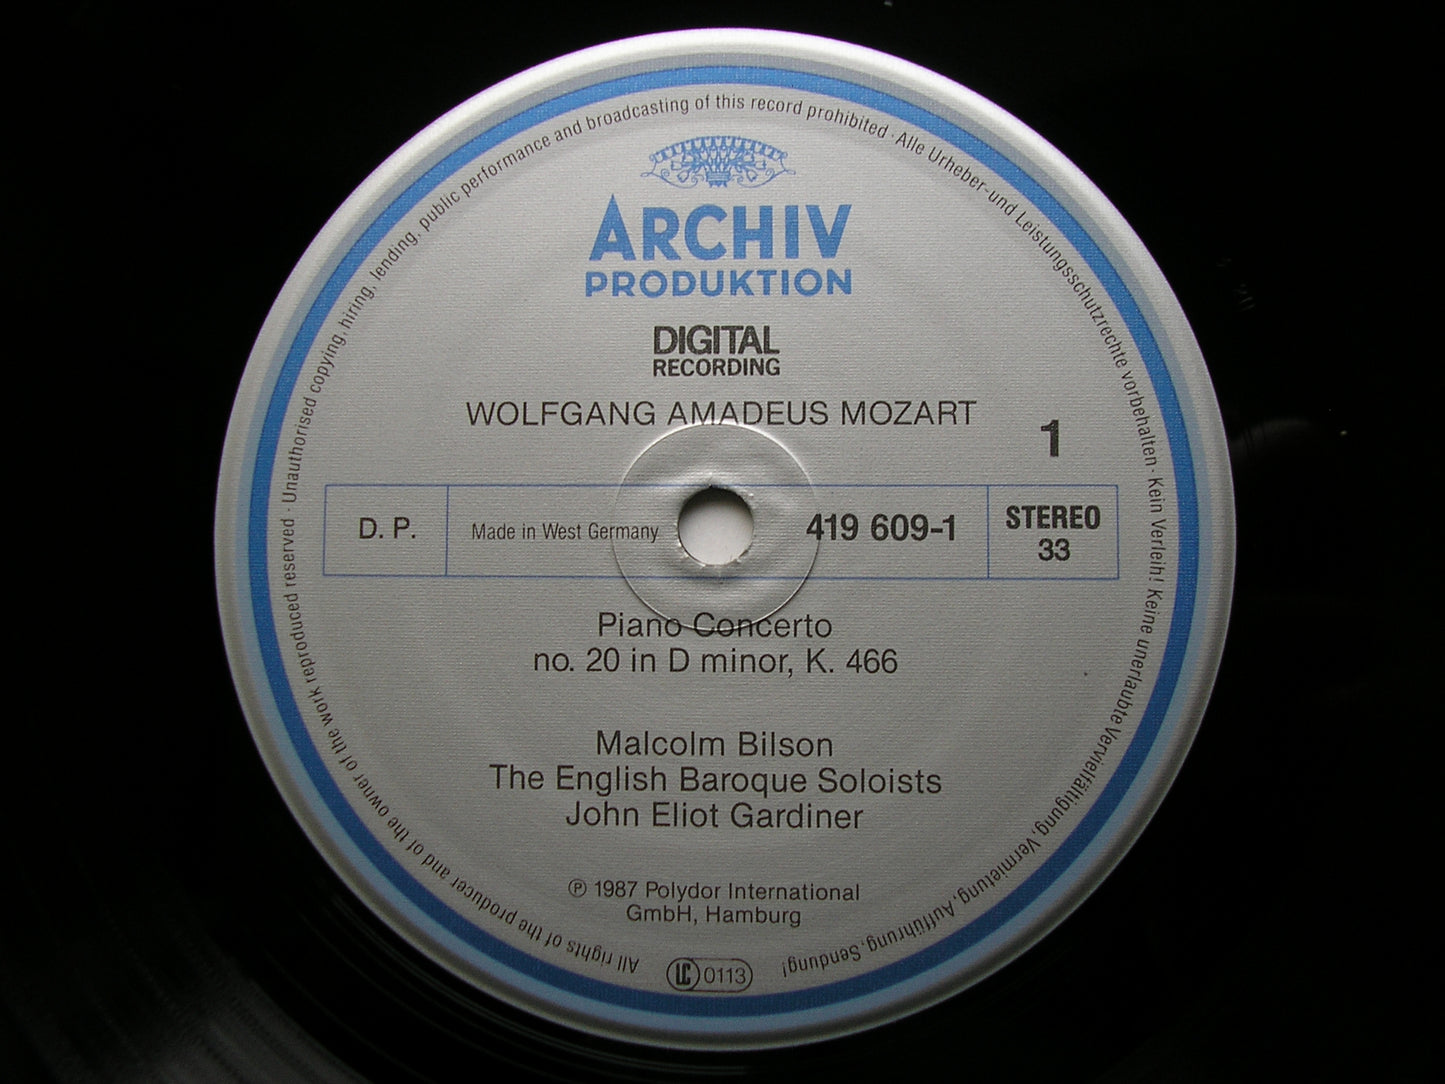 ARCHIV
PRODUKTION
DIGITAL
RECORDING
WOLFGANG AMADEUS MOZART
1
D. P.
Made in West Germany
419 609-1
STEREO
33
Piano Concerto
no. 20 in D minor, K. 466
Malcolm Bilson
The English Baroque Soloists
John Eliot Gardiner
℗ 1987 Polydor International
GmbH, Hamburg
LC 0113
All rights of the producer and of the owner of the work reproduced reserved · Unauthorised copying, hiring, lending, public performance and broadcasting of this record prohibited · Alle Urheber- und Leistungsschutzrechte vorbehalten · Kein Verleih! Keine unerlaubte Vervielfältigung, Vermietung, Aufführung, Sendung!